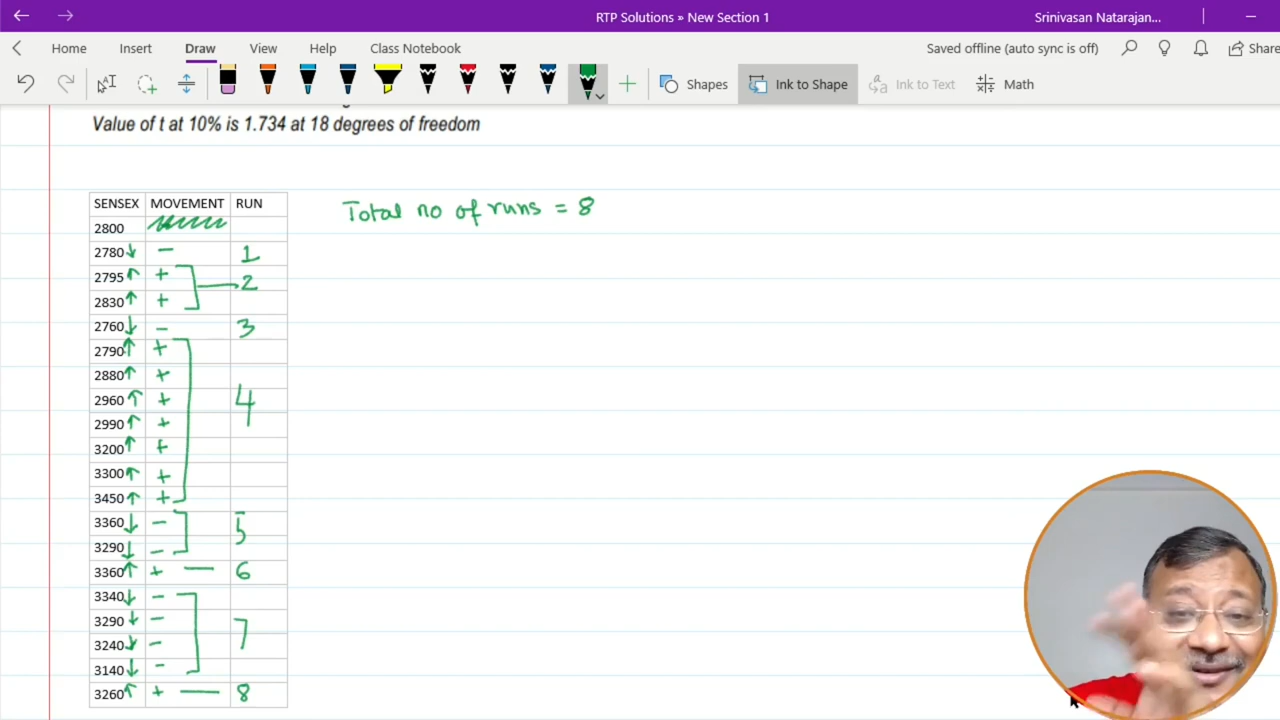 RTP Solutions » New Section 1
Srinivasan Natarajan...
Home Insert Draw View Help Class Notebook
Saved offline (auto sync is off)
Share
Shapes
Ink to Shape
Ink to Text
Math
Value of t at 10% is 1.734 at 18 degrees of freedom
SENSEX MOVEMENT RUN
Total no of runs = 8
2800
2780 ↓ - 1
2795 ↑ +
2 
2830 ↑ +
2760 ↓ - 3
2790 ↑ +
2880 ↑ +
2960 ↑ + 4
2990 ↑ +
3200 ↑ +
3300 ↑ +
3450 ↑ +
3360 ↓ - 5
3290 ↓ -
3360 ↑ + — 6
3340 ↓ -
3290 ↓ -
7
3240 ↓ -
3140 ↓ -
3260 ↑ + — 8